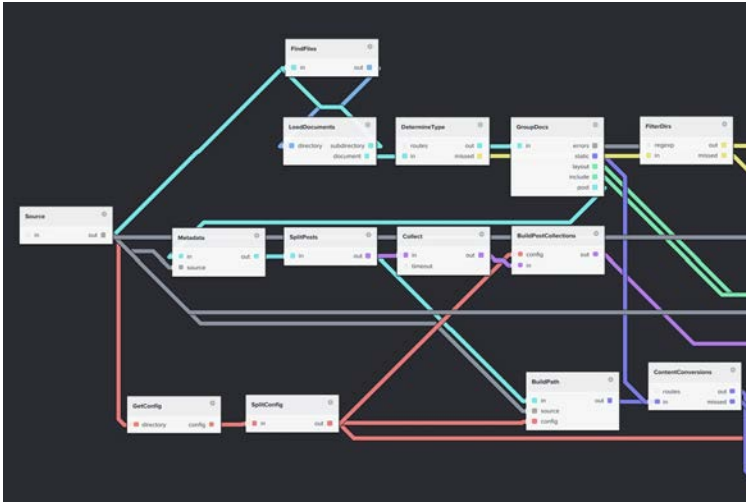 FindFiles
in out
LoadDocuments
directory subdirectory
document
DetermineType
routes out
in missed
GroupDocs
in errors
static
layout
include
post
FilterDirs
regexp out
in missed
Source
in out
Metadata
in out
source
SplitPosts
in out
Collect
in out
timeout
BuildPostCollections
config out
in
GetConfig
directory config
SplitConfig
in out
BuildPath
in out
source
config
ContentConversions
routes out
in missed